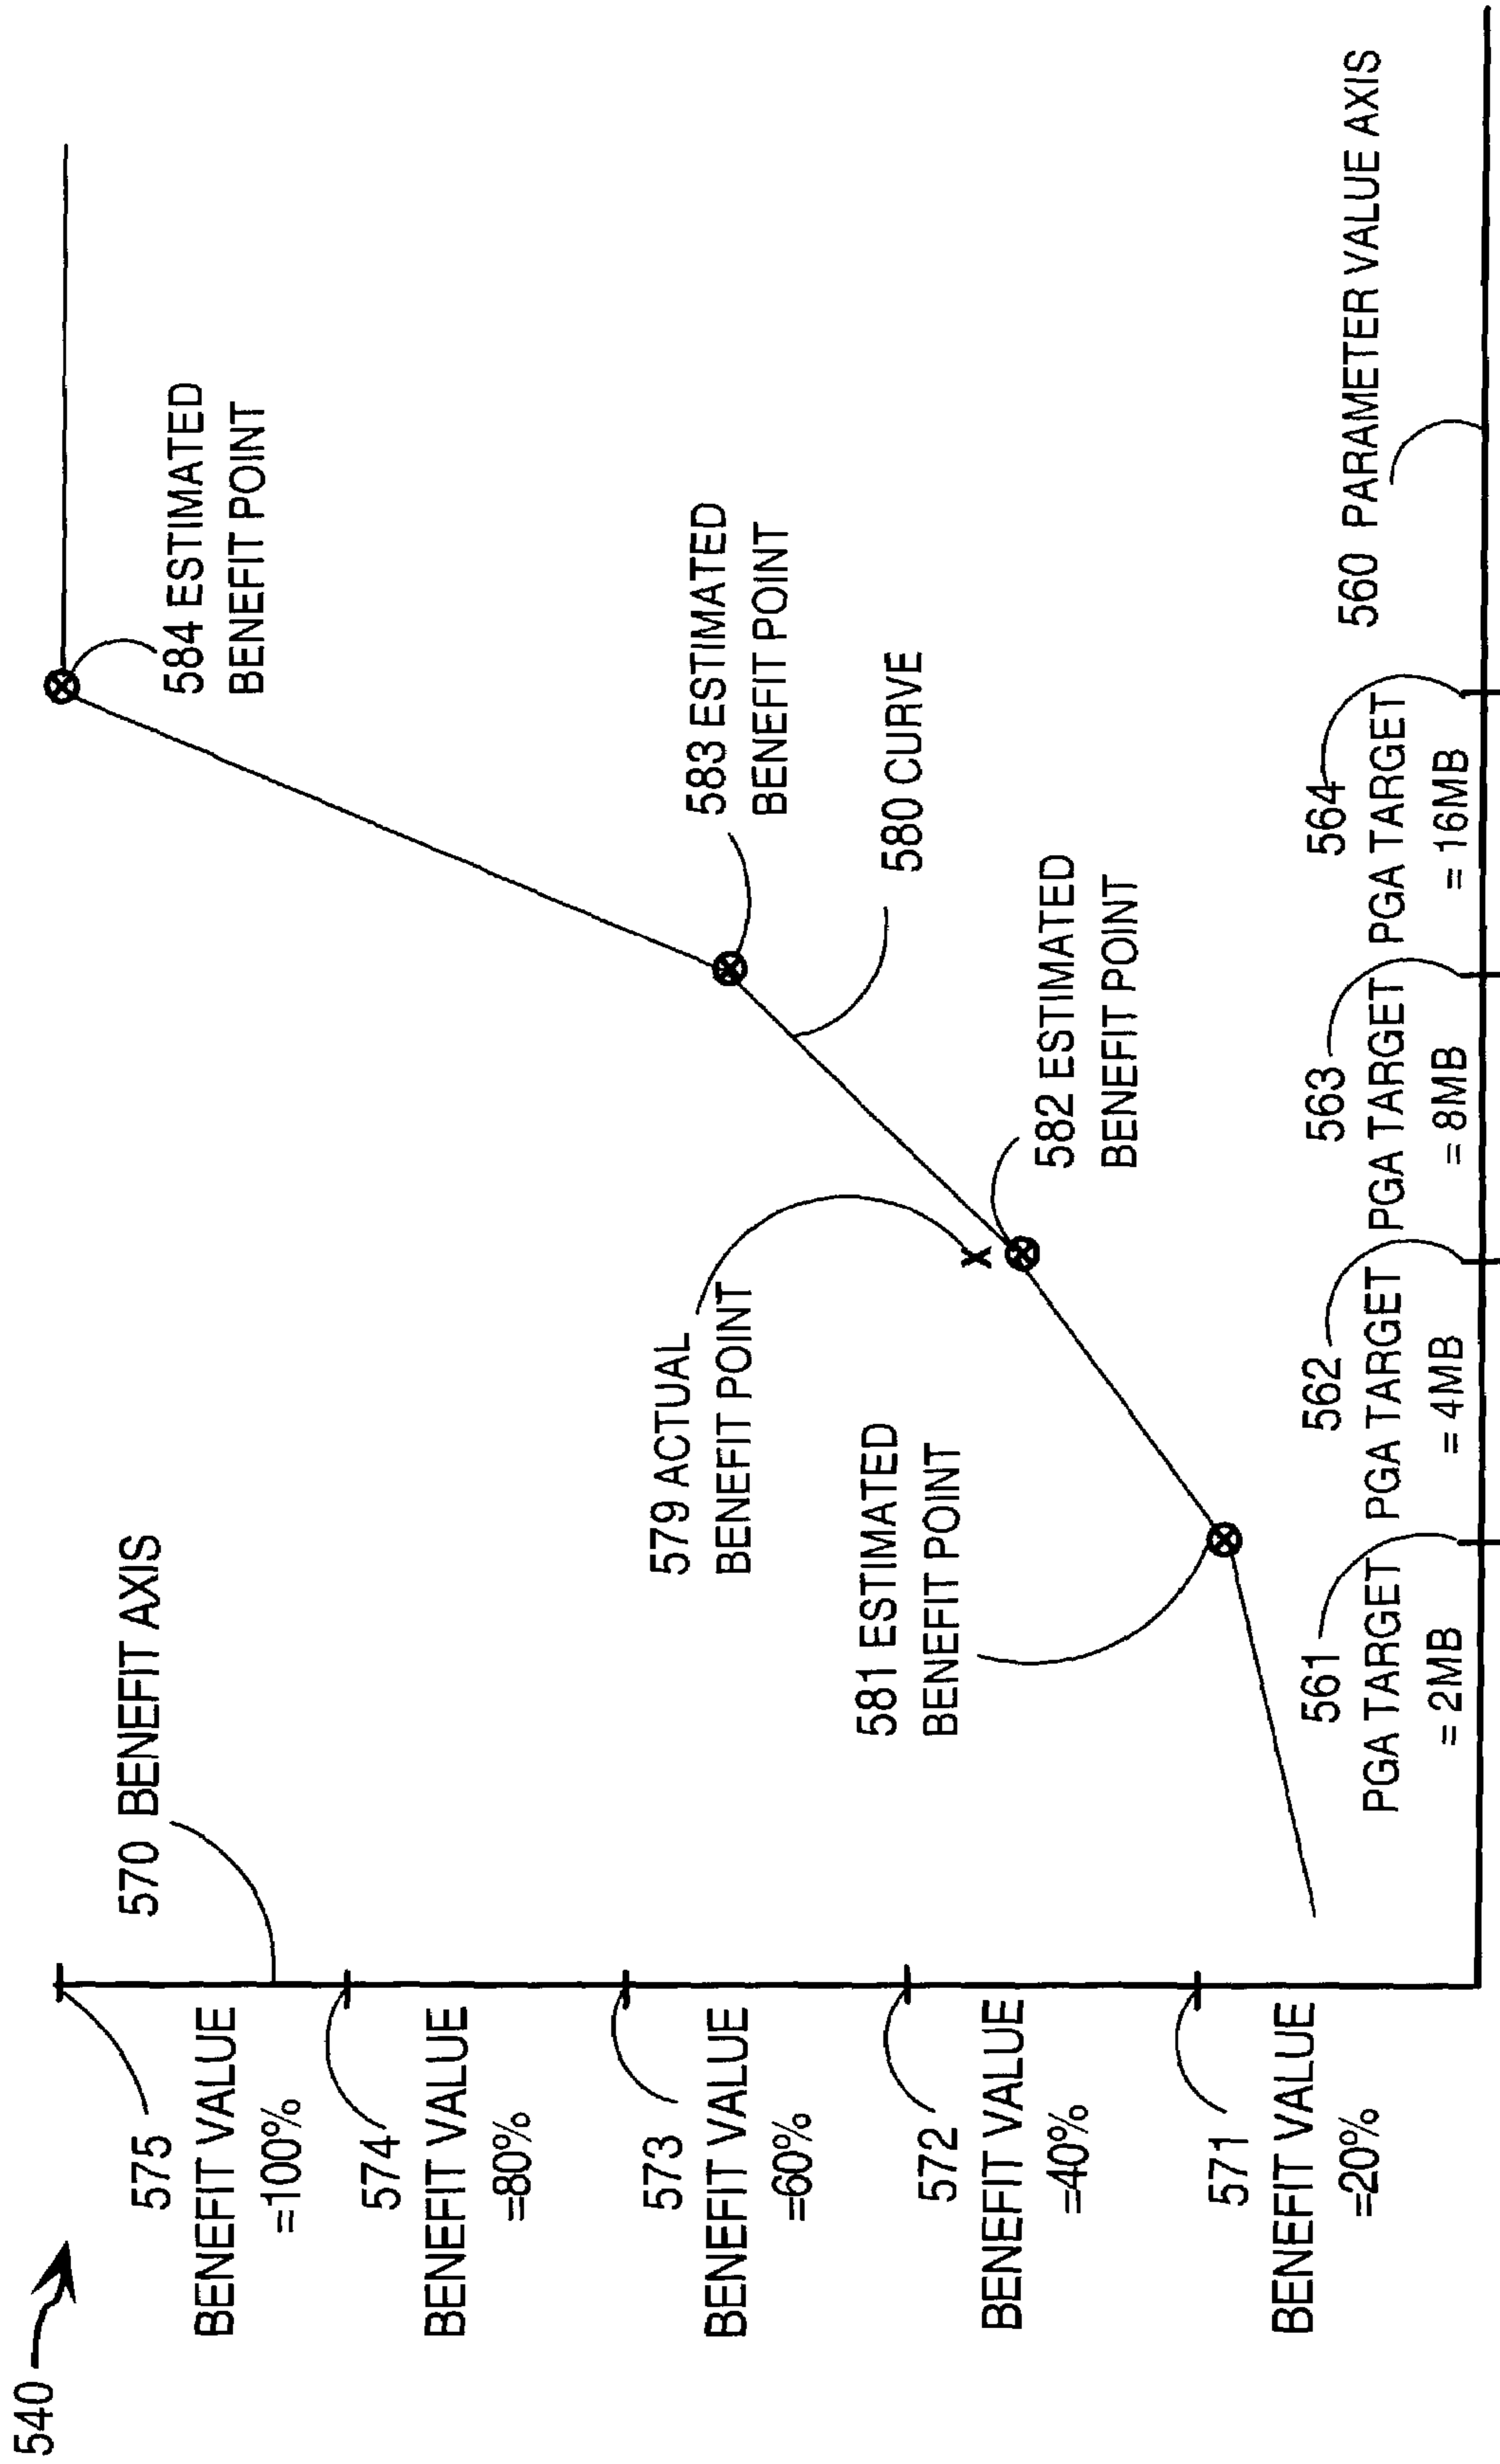 540
575
BENEFIT VALUE
=100%
574
BENEFIT VALUE
=80%
573
BENEFIT VALUE
=60%
572
BENEFIT VALUE
=40%
571
BENEFIT VALUE
=20%
570 BENEFIT AXIS
584 ESTIMATED
BENEFIT POINT
583 ESTIMATED
BENEFIT POINT
580 CURVE
582 ESTIMATED
BENEFIT POINT
579 ACTUAL
BENEFIT POINT
581 ESTIMATED
BENEFIT POINT
561
PGA TARGET
= 2MB
562
PGA TARGET
= 4MB
563
PGA TARGET
= 8MB
564
PGA TARGET
= 16MB
560 PARAMETER VALUE AXIS